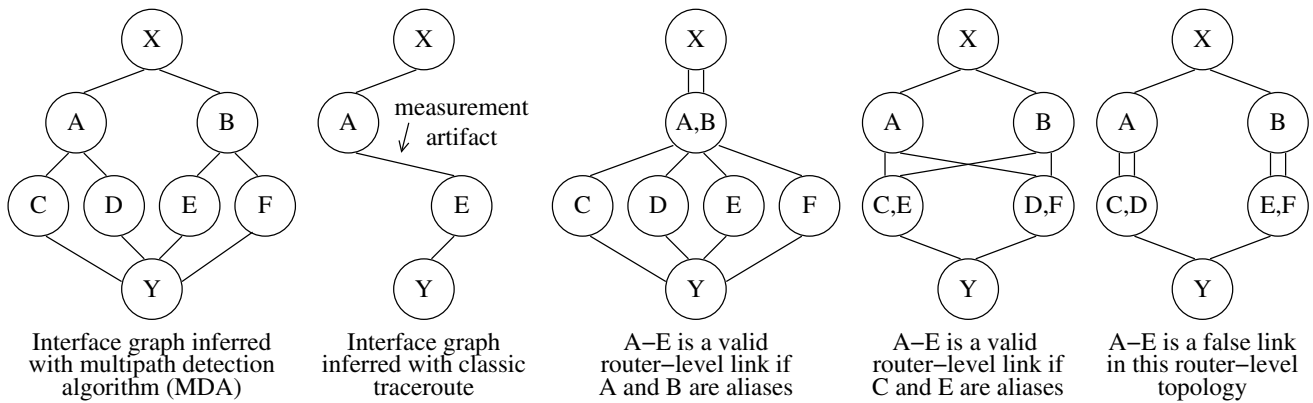 X
A
B
C
D
E
F
Y
Interface graph inferred
with multipath detection
algorithm (MDA)
X
A
measurement
artifact
E
Y
Interface graph
inferred with classic
traceroute
X
A,B
C
D
E
F
Y
A–E is a valid
router–level link if
A and B are aliases
X
A
B
C,E
D,F
Y
A–E is a valid
router–level link if
C and E are aliases
X
A
B
C,D
E,F
Y
A–E is a false link
in this router–level
topology